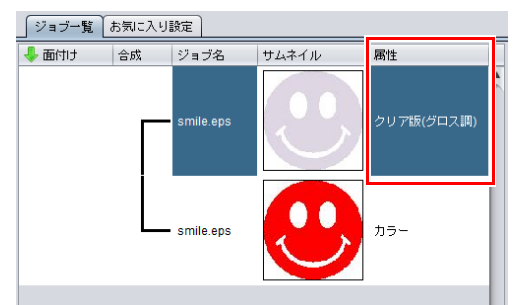 ジョブ一覧 お気に入り設定
面付け 合成 ジョブ名 サムネイル 属性
smile.eps クリア版(グロス調)
smile.eps カラー